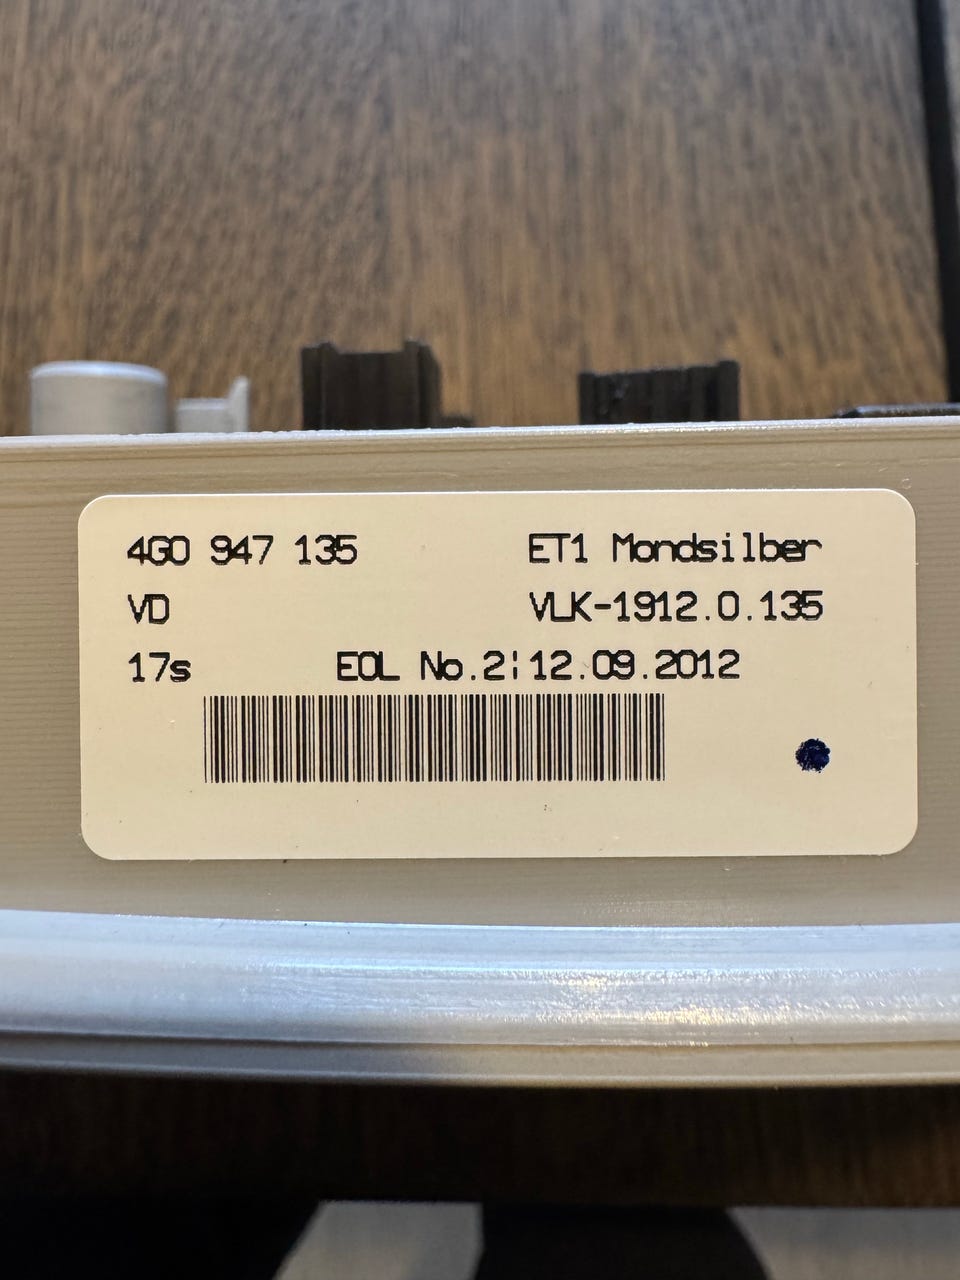 4G0 947 135 ET1 Mondsilber
VD VLK-1912.0.135
17s EOL No.2¦12.09.2012